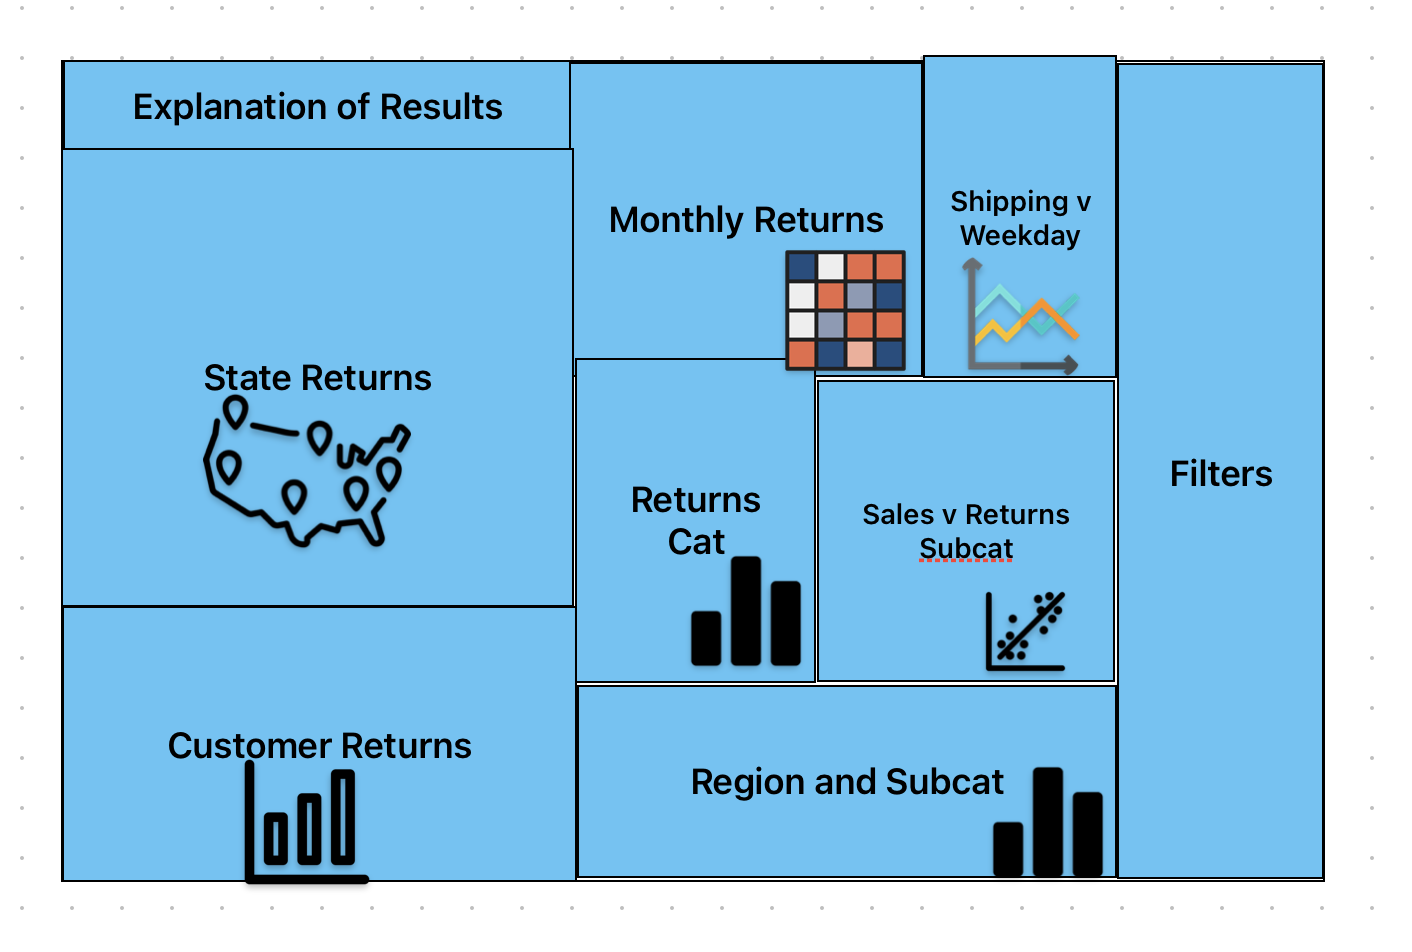 Explanation of Results
Monthly Returns
Shipping v
Weekday
State Returns
Filters
Returns
Cat
Sales v Returns
Subcat
Customer Returns
Region and Subcat